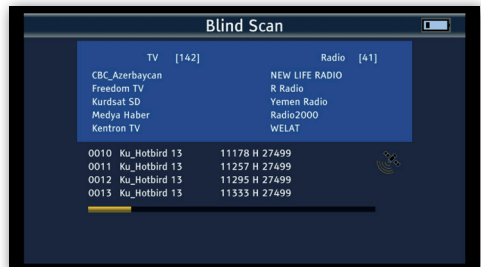 Blind Scan
TV [142]
CBC_Azerbaycan
Freedom TV
Kurdsat SD
Medya Haber
Kentron TV
Radio [41]
NEW LIFE RADIO
R Radio
Yemen Radio
Radio2000
WELAT
0010 Ku_Hotbird 13 11178 H 27499
0011 Ku_Hotbird 13 11257 H 27499
0012 Ku_Hotbird 13 11295 H 27499
0013 Ku_Hotbird 13 11333 H 27499